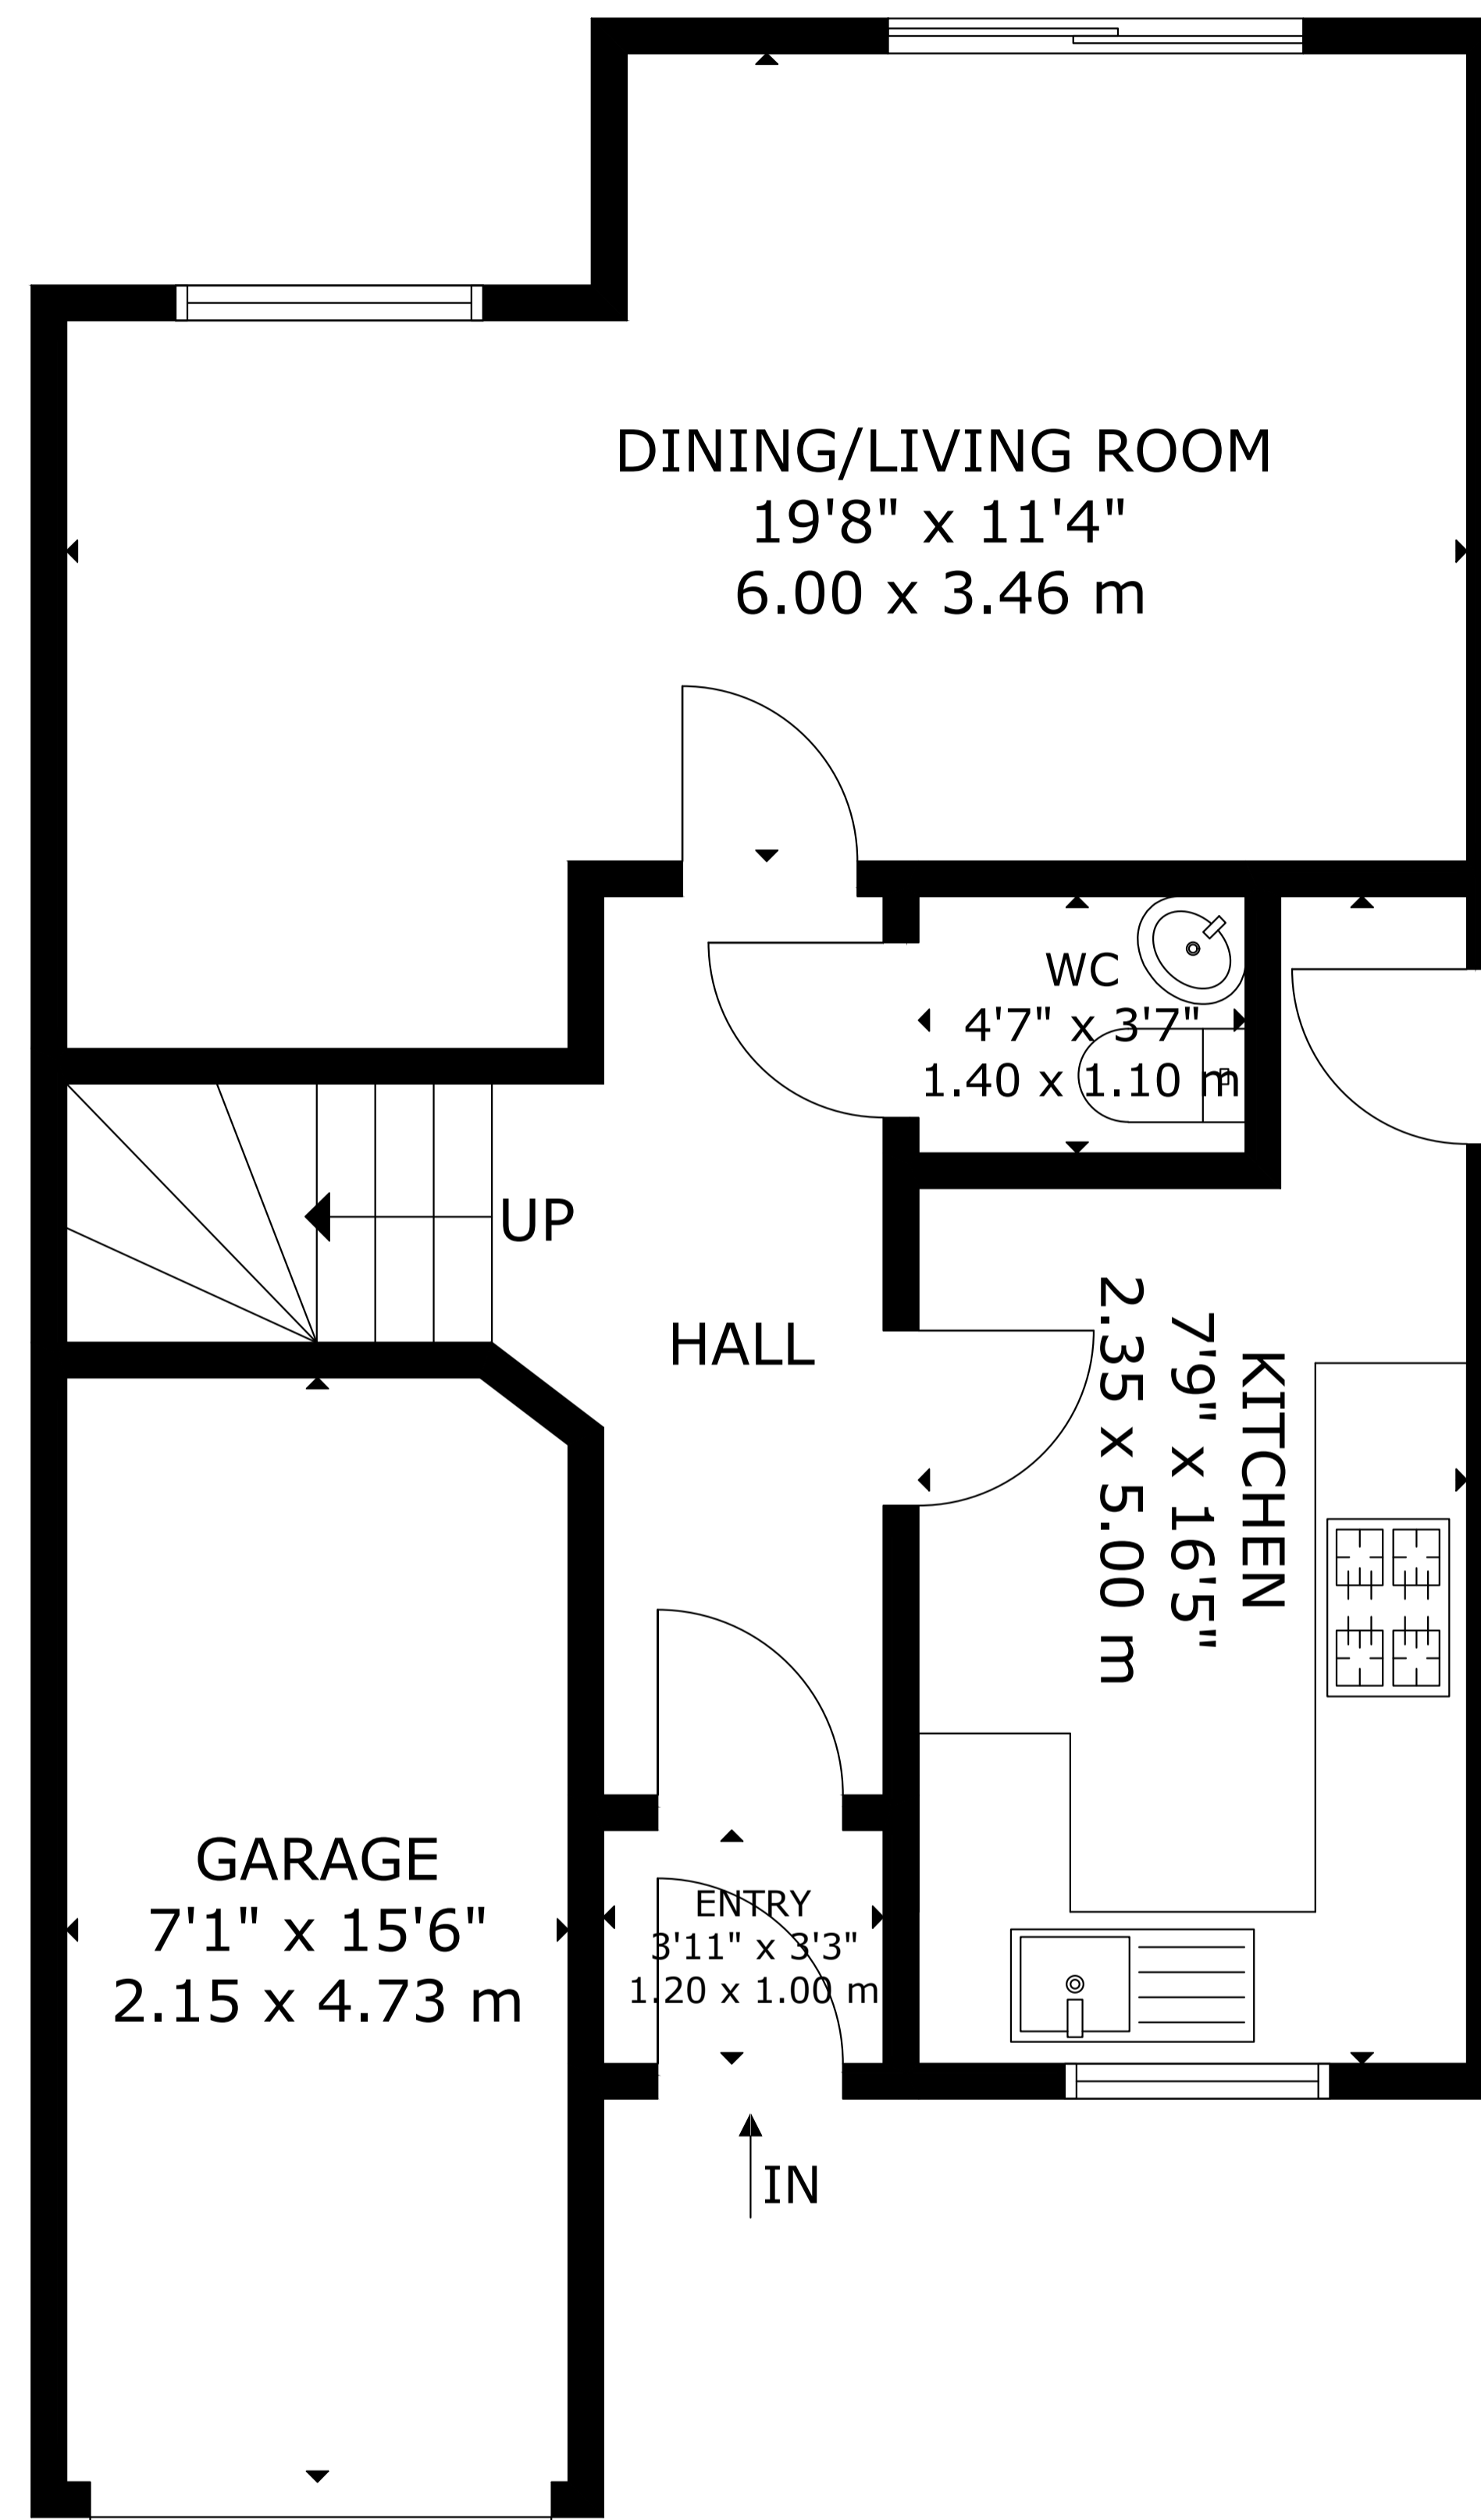 DINING/LIVING ROOM
19'8" x 11'4"
6.00 x 3.46 m
WC
4'7" x 3'7"
1.40 x 1.10 m
UP
HALL
KITCHEN
7'9" x 16'5"
2.35 x 5.00 m
GARAGE
7'1" x 15'6"
2.15 x 4.73 m
ENTRY
3'11" x 3'3"
1.20 x 1.00 m
IN